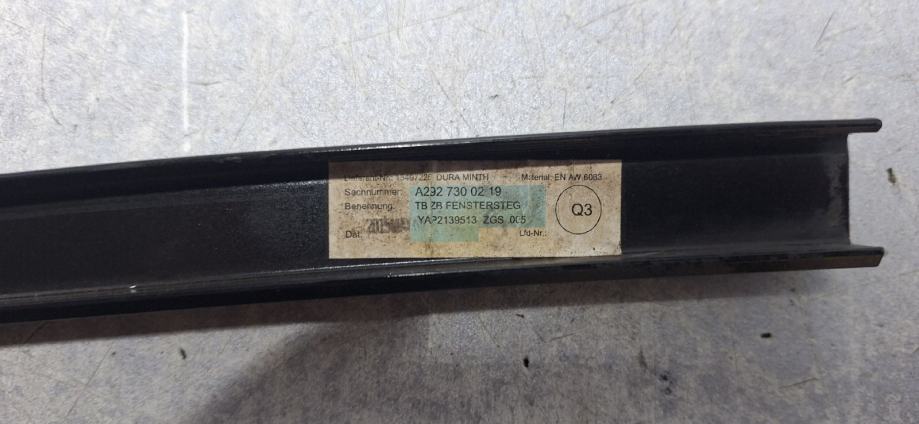 DURA MINTH Material: EN AW 6063
Sachnummer: A292 730 02 19
Benennung: TB ZB FENSTERSTEG
YAP2139513 ZGS 005
Dat: Lfd-Nr.:
Q3